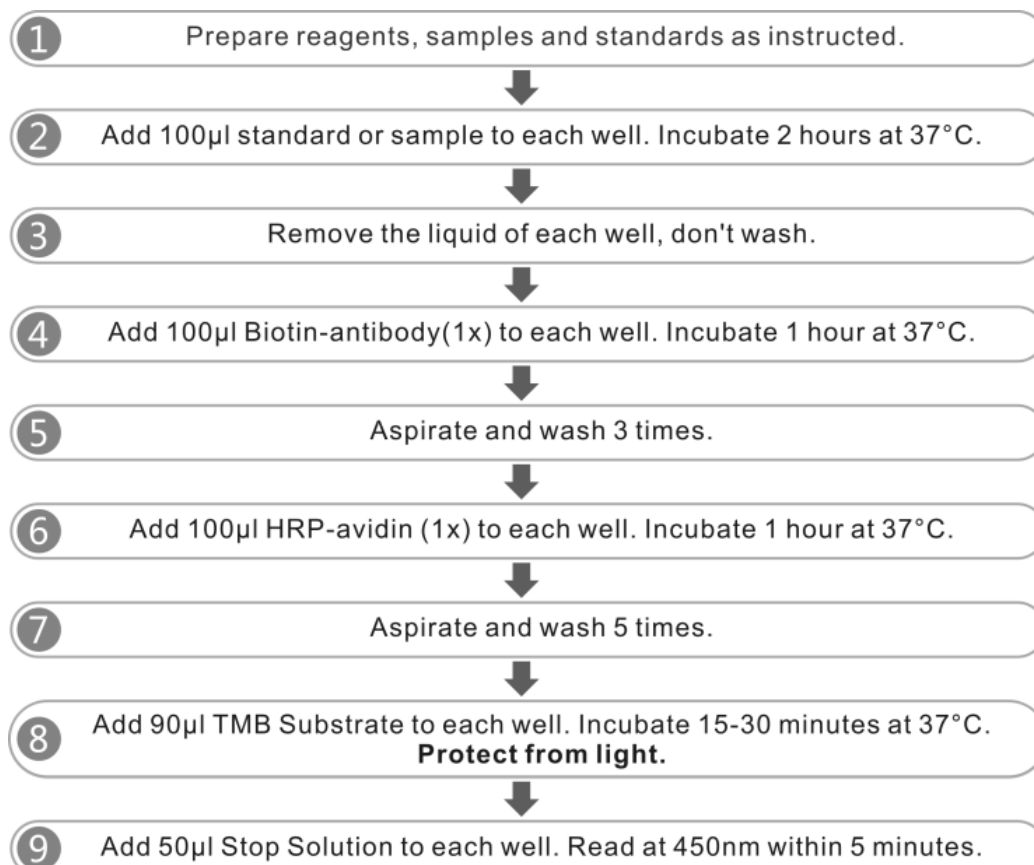 1 Prepare reagents, samples and standards as instructed.
2 Add 100µl standard or sample to each well. Incubate 2 hours at 37°C.
3 Remove the liquid of each well, don't wash.
4 Add 100µl Biotin-antibody(1x) to each well. Incubate 1 hour at 37°C.
5 Aspirate and wash 3 times.
6 Add 100µl HRP-avidin (1x) to each well. Incubate 1 hour at 37°C.
7 Aspirate and wash 5 times.
8 Add 90µl TMB Substrate to each well. Incubate 15-30 minutes at 37°C.
Protect from light.
9 Add 50µl Stop Solution to each well. Read at 450nm within 5 minutes.